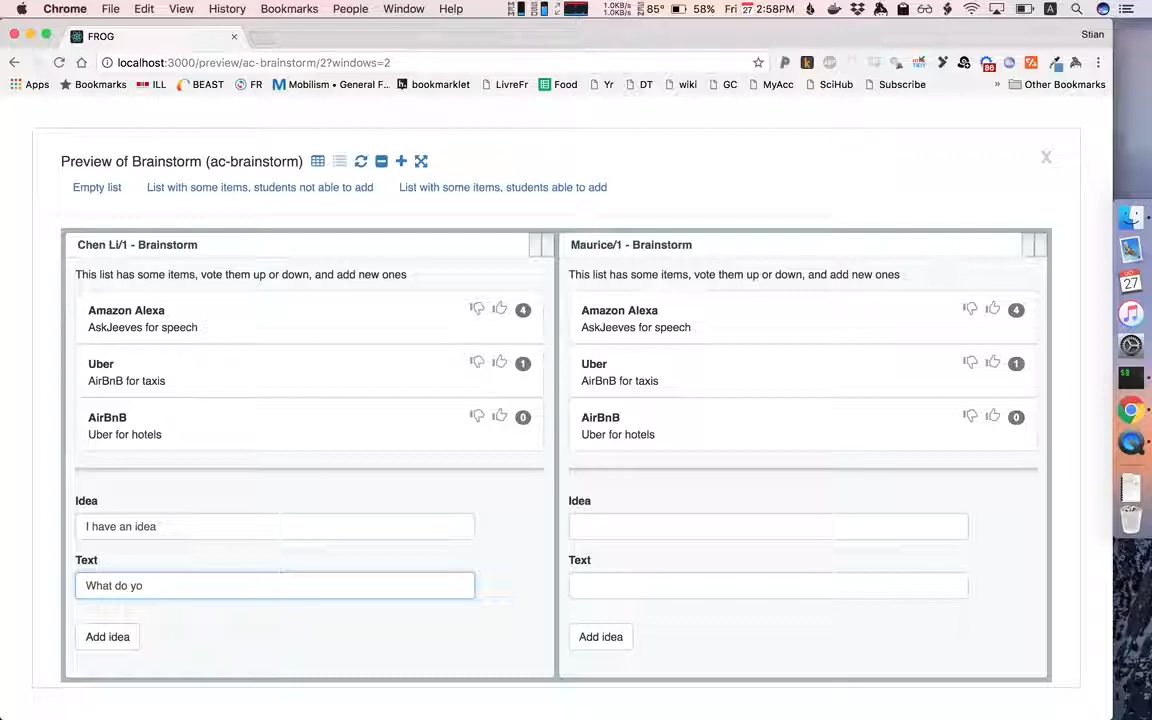 Chrome File Edit View History Bookmarks People Window Help 1.0KB/s 1.0KB/s 85° 58% Fri 27 2:58PM
FROG
Stian
localhost:3000/preview/ac-brainstorm/2?windows=2
Apps Bookmarks ILL BEAST FR Mobilism • General F... bookmarklet LivreFr Food Yr DT wiki GC MyAcc SciHub Subscribe » Other Bookmarks
Preview of Brainstorm (ac-brainstorm)
X
Empty list List with some items, students not able to add List with some items, students able to add
Chen Li/1 - Brainstorm
This list has some items, vote them up or down, and add new ones
Amazon Alexa
AskJeeves for speech
4
Uber
AirBnB for taxis
1
AirBnB
Uber for hotels
0
Idea
I have an idea
Text
What do yo
Add idea
Maurice/1 - Brainstorm
This list has some items, vote them up or down, and add new ones
Amazon Alexa
AskJeeves for speech
4
Uber
AirBnB for taxis
1
AirBnB
Uber for hotels
0
Idea
Text
Add idea
27